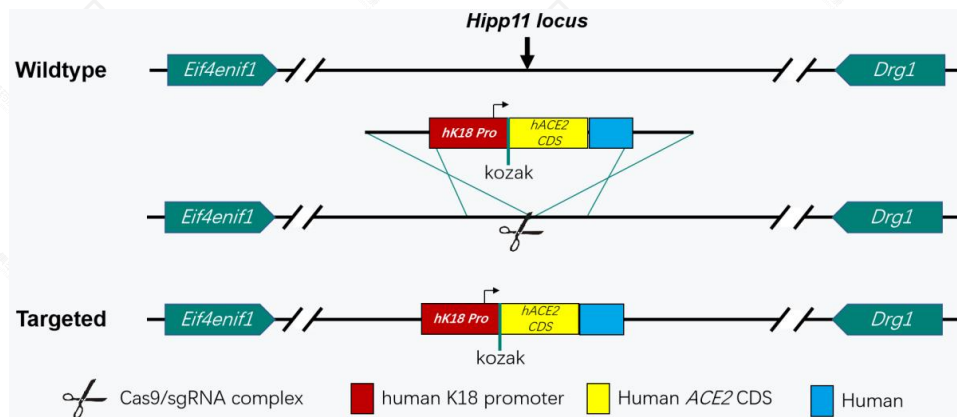 Hipp11 locus
Wildtype Eif4enif1 Drg1
hK18 Pro hACE2 CDS Human
kozak
Eif4enif1 Drg1
Targeted Eif4enif1 hK18 Pro hACE2 CDS Drg1
kozak
Cas9/sgRNA complex human K18 promoter Human ACE2 CDS Human